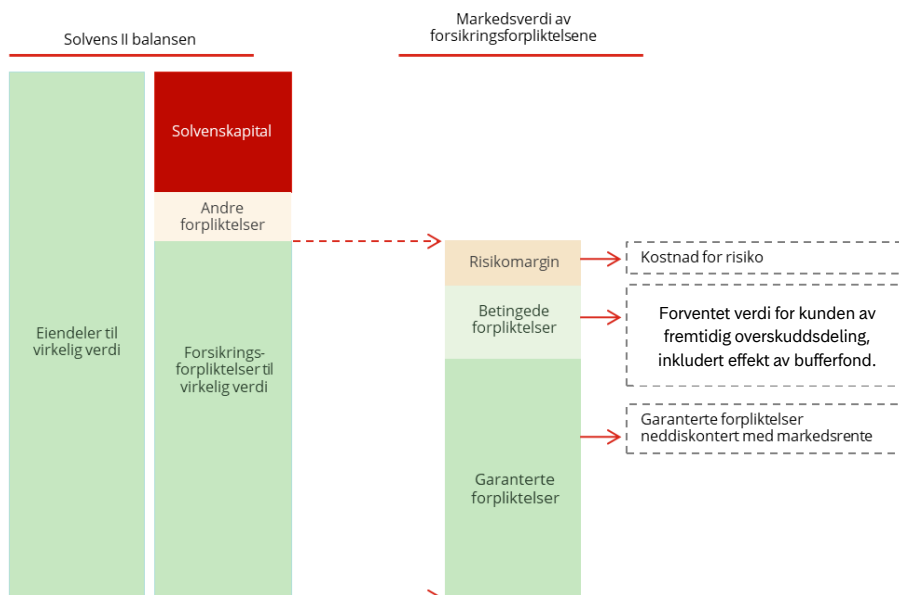 Solvens II balansen
Markedsverdi av
forsikringsforpliktelsene
Eiendeler til
virkelig verdi
Solvenskapital
Andre
forpliktelser
Forsikrings-
forpliktelser til
virkelig verdi
Risikomargin
Betingede
forpliktelser
Garanterte
forpliktelser
Kostnad for risiko
Forventet verdi for kunden av
fremtidig overskuddsdeling,
inkludert effekt av bufferfond.
Garanterte forpliktelser
neddiskontert med markedsrente